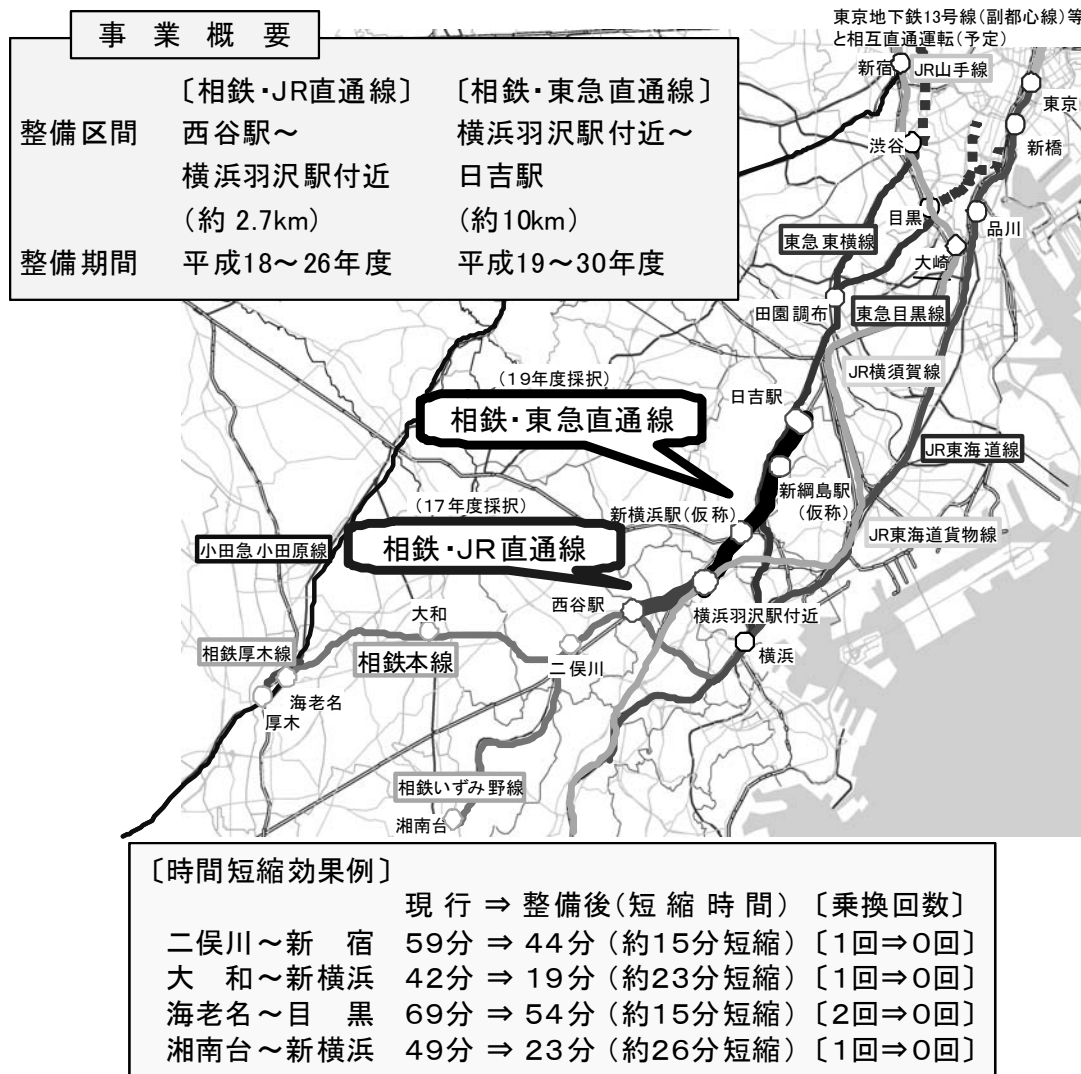 東京地下鉄13号線(副都心線)等
と相互直通運転(予定)
事業概要
〔相鉄・JR直通線〕 〔相鉄・東急直通線〕
整備区間 西谷駅～ 横浜羽沢駅付近～
横浜羽沢駅付近 日吉駅
(約 2.7km) (約10km)
整備期間 平成18～26年度 平成19～30年度
新宿
JR山手線
東京
新橋
渋谷
目黒
品川
東急東横線
大崎
田園調布
東急目黒線
JR横須賀線
(19年度採択)
日吉駅
相鉄・東急直通線
JR東海道線
新綱島駅
(仮称)
(17年度採択)
新横浜駅(仮称)
JR東海道貨物線
小田急小田原線
相鉄・JR直通線
西谷駅
横浜羽沢駅付近
大和
相鉄厚木線
相鉄本線
二俣川
横浜
海老名
厚木
相鉄いずみ野線
湘南台
〔時間短縮効果例〕
現行 ⇒ 整備後(短縮時間) 〔乗換回数〕
二俣川～新宿 59分 ⇒ 44分 (約15分短縮) 〔1回⇒0回〕
大和～新横浜 42分 ⇒ 19分 (約23分短縮) 〔1回⇒0回〕
海老名～目黒 69分 ⇒ 54分 (約15分短縮) 〔2回⇒0回〕
湘南台～新横浜 49分 ⇒ 23分 (約26分短縮) 〔1回⇒0回〕